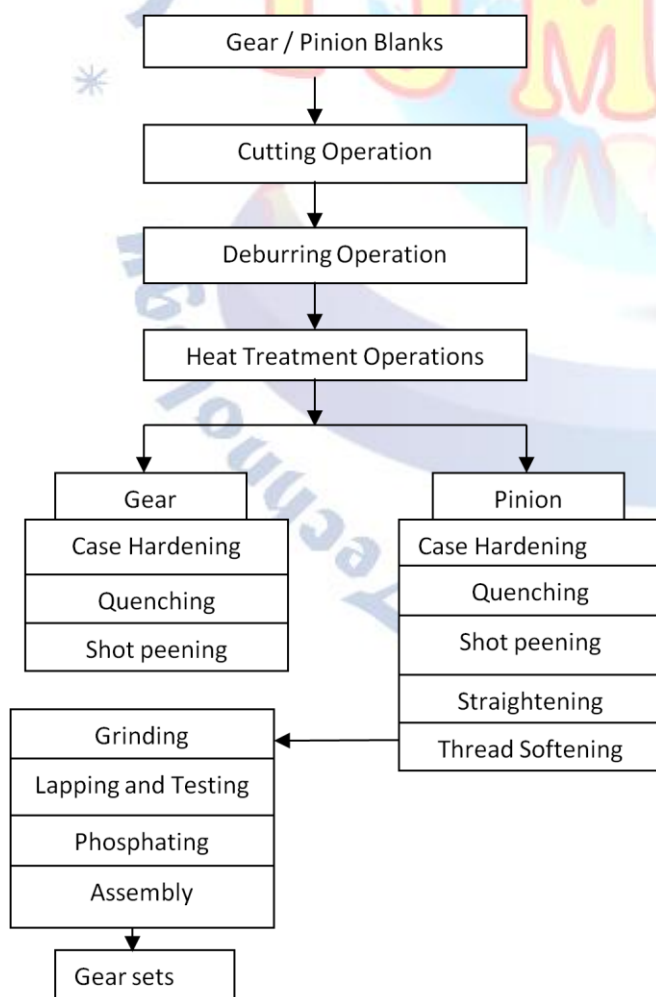 Gear / Pinion Blanks
Cutting Operation
Deburring Operation
Heat Treatment Operations
Gear
Case Hardening
Quenching
Shot peening
Pinion
Case Hardening
Quenching
Shot peening
Straightening
Thread Softening
Grinding
Lapping and Testing
Phosphating
Assembly
Gear sets